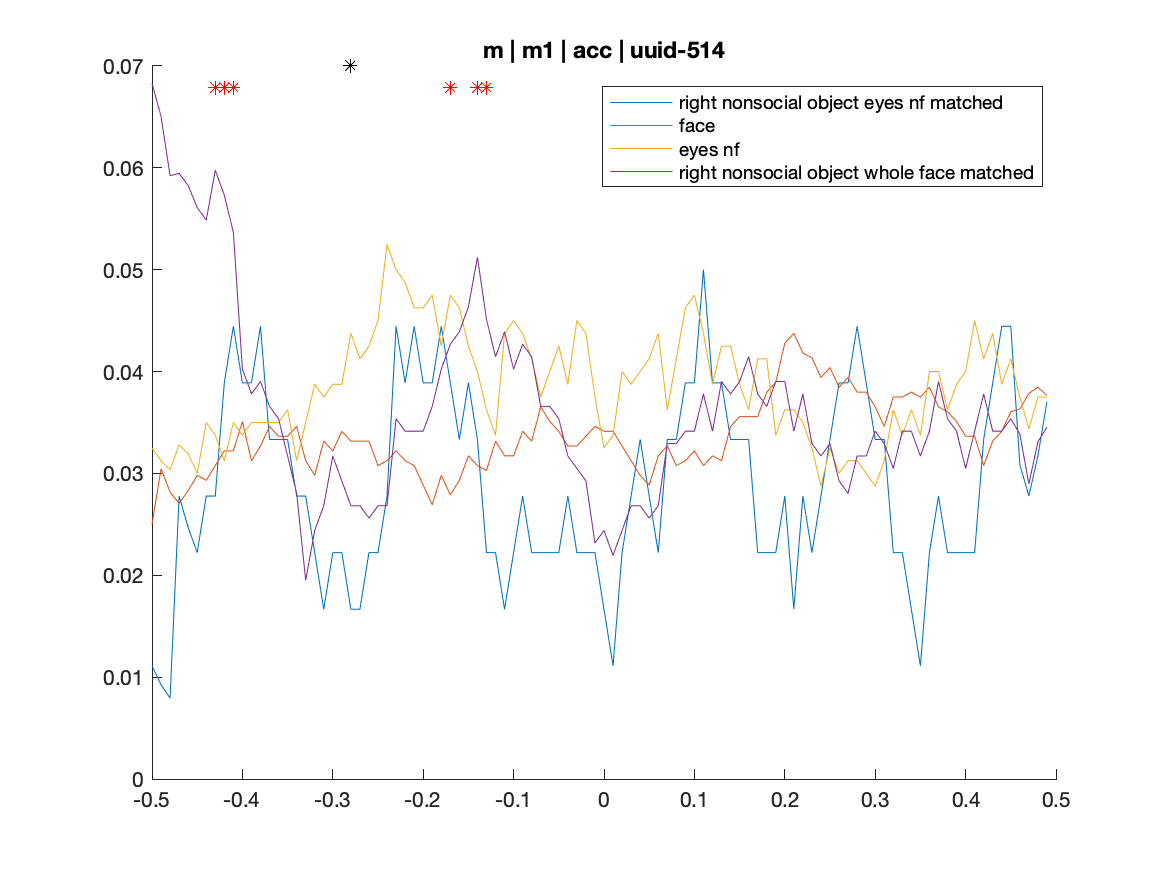 m | m1 | acc | uuid-514
0.07
0.06
0.05
0.04
0.03
0.02
0.01
0
right nonsocial object eyes nf matched
face
eyes nf
right nonsocial object whole face matched
-0.5 -0.4 -0.3 -0.2 -0.1 0 0.1 0.2 0.3 0.4 0.5